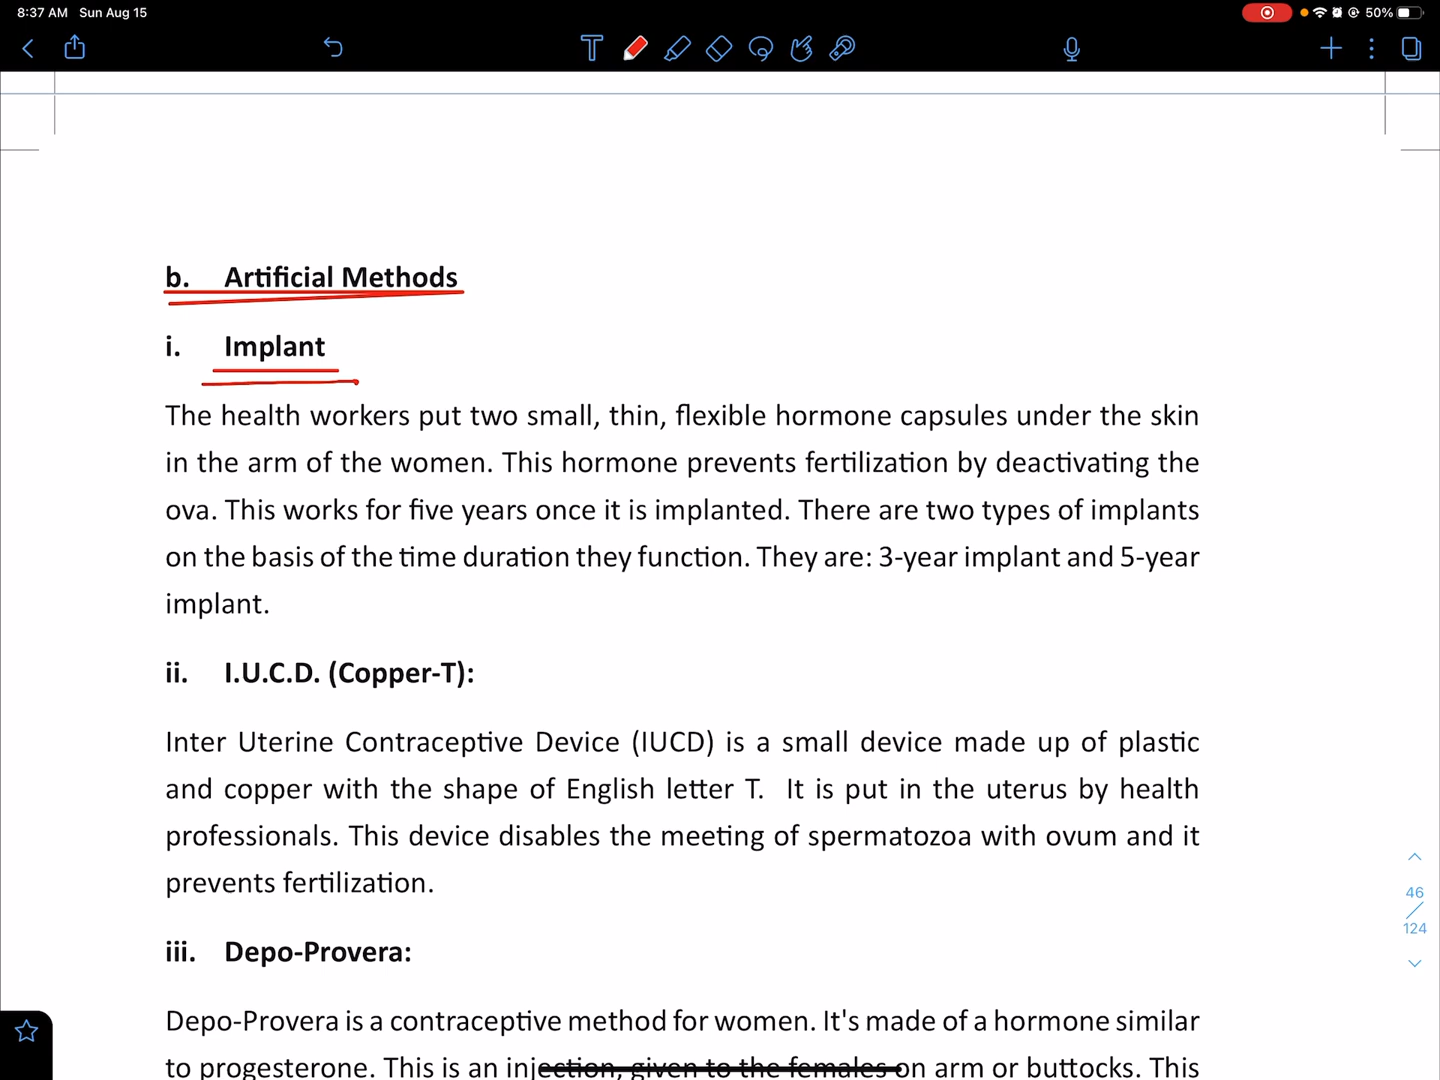 8:37 AM Sun Aug 15
50%
b. Artificial Methods
i. Implant
The health workers put two small, thin, flexible hormone capsules under the skin
in the arm of the women. This hormone prevents fertilization by deactivating the
ova. This works for five years once it is implanted. There are two types of implants
on the basis of the time duration they function. They are: 3-year implant and 5-year
implant.
ii. I.U.C.D. (Copper-T):
Inter Uterine Contraceptive Device (IUCD) is a small device made up of plastic
and copper with the shape of English letter T. It is put in the uterus by health
professionals. This device disables the meeting of spermatozoa with ovum and it
prevents fertilization.
46
124
iii. Depo-Provera:
Depo-Provera is a contraceptive method for women. It's made of a hormone similar
to progesterone. This is an injection, given to the females on arm or buttocks. This